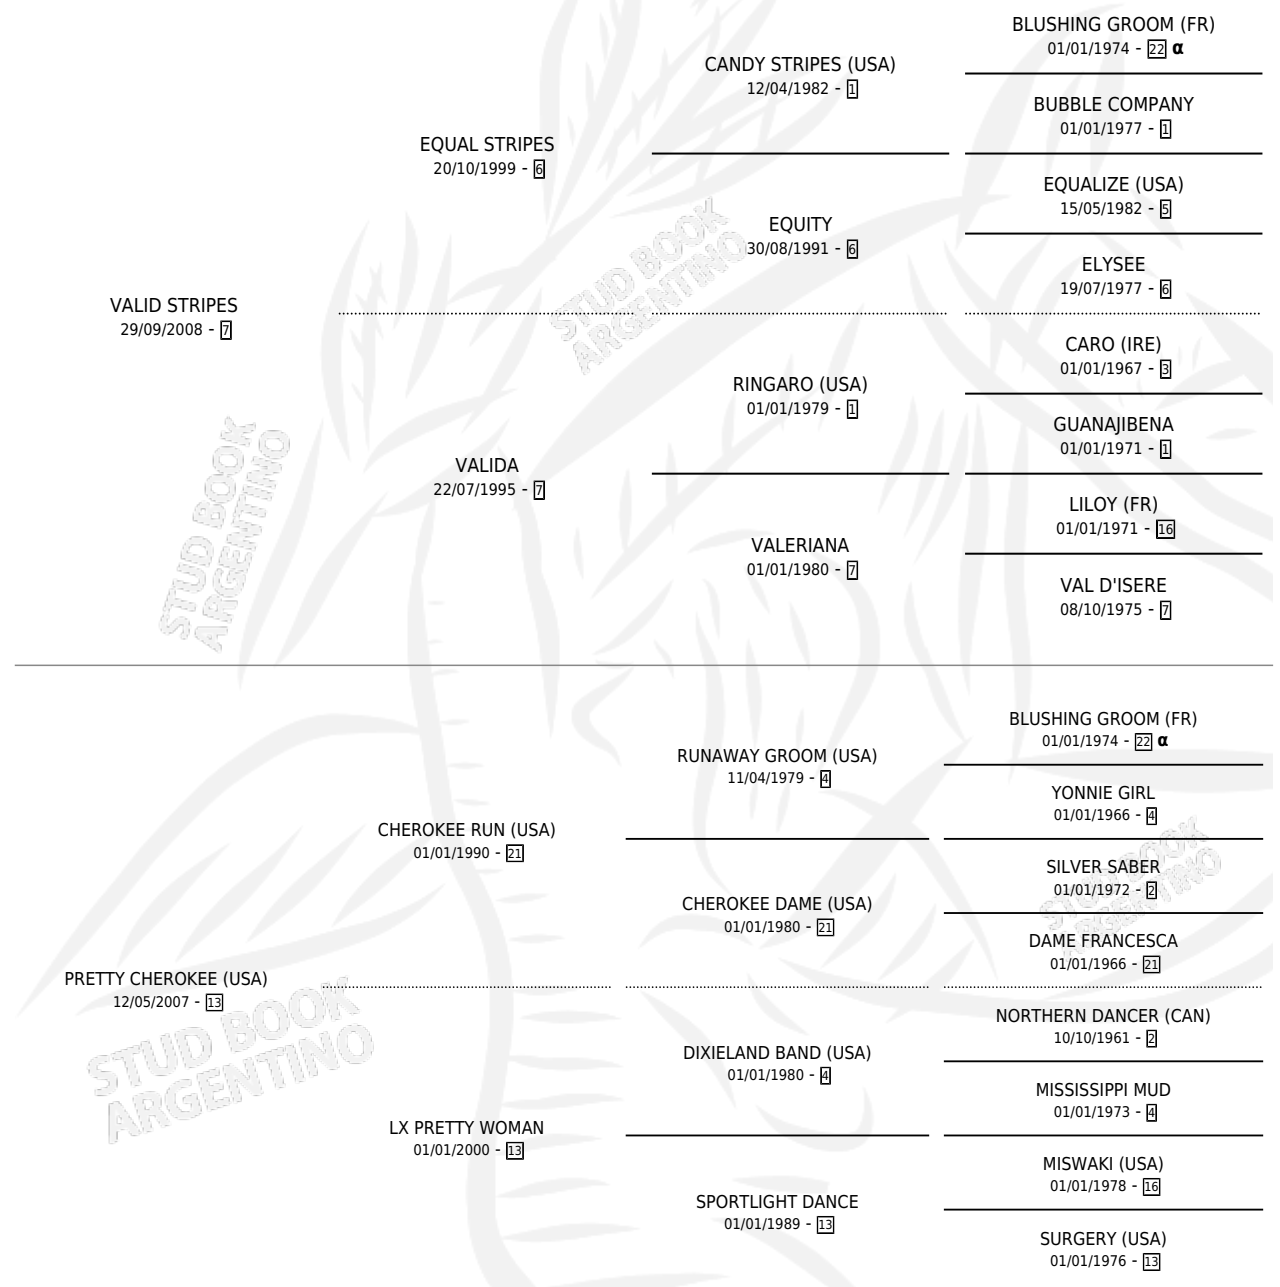 BLUSHING GROOM (FR)
01/01/1974 - 22 α
CANDY STRIPES (USA)
12/04/1982 - 1
BUBBLE COMPANY
01/01/1977 - 1
EQUAL STRIPES
20/10/1999 - 6
EQUALIZE (USA)
15/05/1982 - 5
EQUITY
30/08/1991 - 6
ELYSEE
19/07/1977 - 6
VALID STRIPES
29/09/2008 - 7
CARO (IRE)
01/01/1967 - 3
RINGARO (USA)
01/01/1979 - 1
GUANAJIBENA
01/01/1971 - 1
VALIDA
22/07/1995 - 7
LILOY (FR)
01/01/1971 - 16
VALERIANA
01/01/1980 - 7
VAL D'ISERE
08/10/1975 - 7
BLUSHING GROOM (FR)
01/01/1974 - 22 α
RUNAWAY GROOM (USA)
11/04/1979 - 4
YONNIE GIRL
01/01/1966 - 4
CHEROKEE RUN (USA)
01/01/1990 - 21
SILVER SABER
01/01/1972 - 2
CHEROKEE DAME (USA)
01/01/1980 - 21
DAME FRANCESCA
01/01/1966 - 21
PRETTY CHEROKEE (USA)
12/05/2007 - 13
NORTHERN DANCER (CAN)
10/10/1961 - 2
DIXIELAND BAND (USA)
01/01/1980 - 4
MISSISSIPPI MUD
01/01/1973 - 4
LX PRETTY WOMAN
01/01/2000 - 13
MISWAKI (USA)
01/01/1978 - 16
SPORTLIGHT DANCE
01/01/1989 - 13
SURGERY (USA)
01/01/1976 - 13
STUD BOOK
ARGENTINO
STUD BOOK
ARGENTINO
STUD BOOK
ARGENTINO
STUD BOOK
ARGENTINO